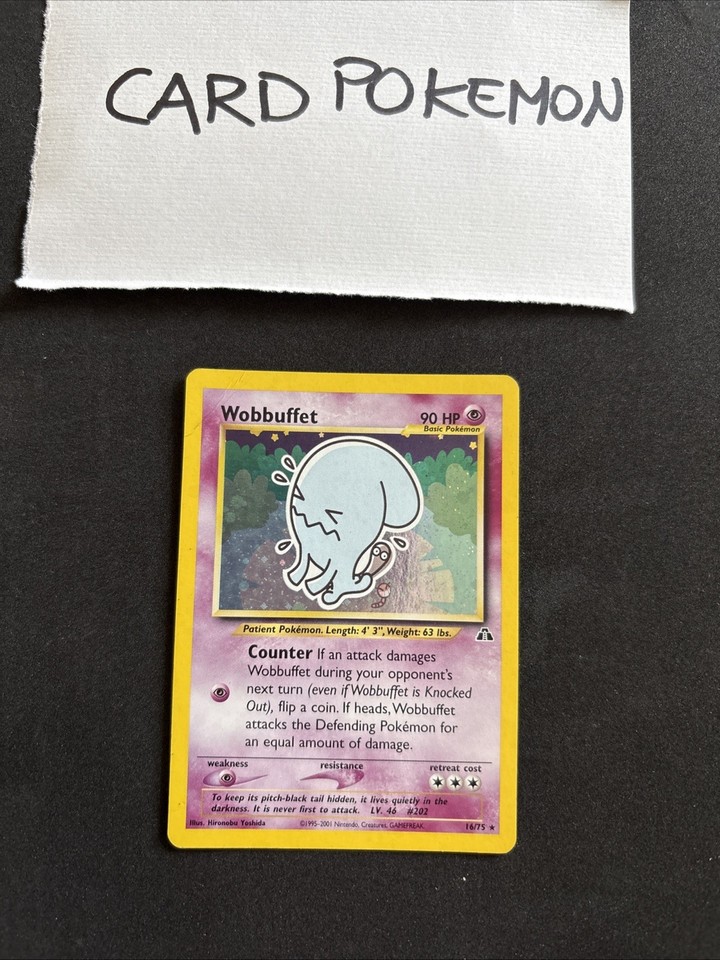 CARD POKEMON
Wobbuffet
90 HP
Basic Pokémon
Patient Pokémon. Length: 4' 3", Weight: 63 lbs.
Counter If an attack damages
Wobbuffet during your opponent's
next turn (even if Wobbuffet is Knocked
Out), flip a coin. If heads, Wobbuffet
attacks the Defending Pokémon for
an equal amount of damage.
weakness resistance retreat cost
To keep its pitch-black tail hidden, it lives quietly in the
darkness. It is never first to attack. LV. 46 #202
Illus. Hironobu Yoshida ©1995-2001 Nintendo, Creatures, GAMEFREAK. 16/75 ★